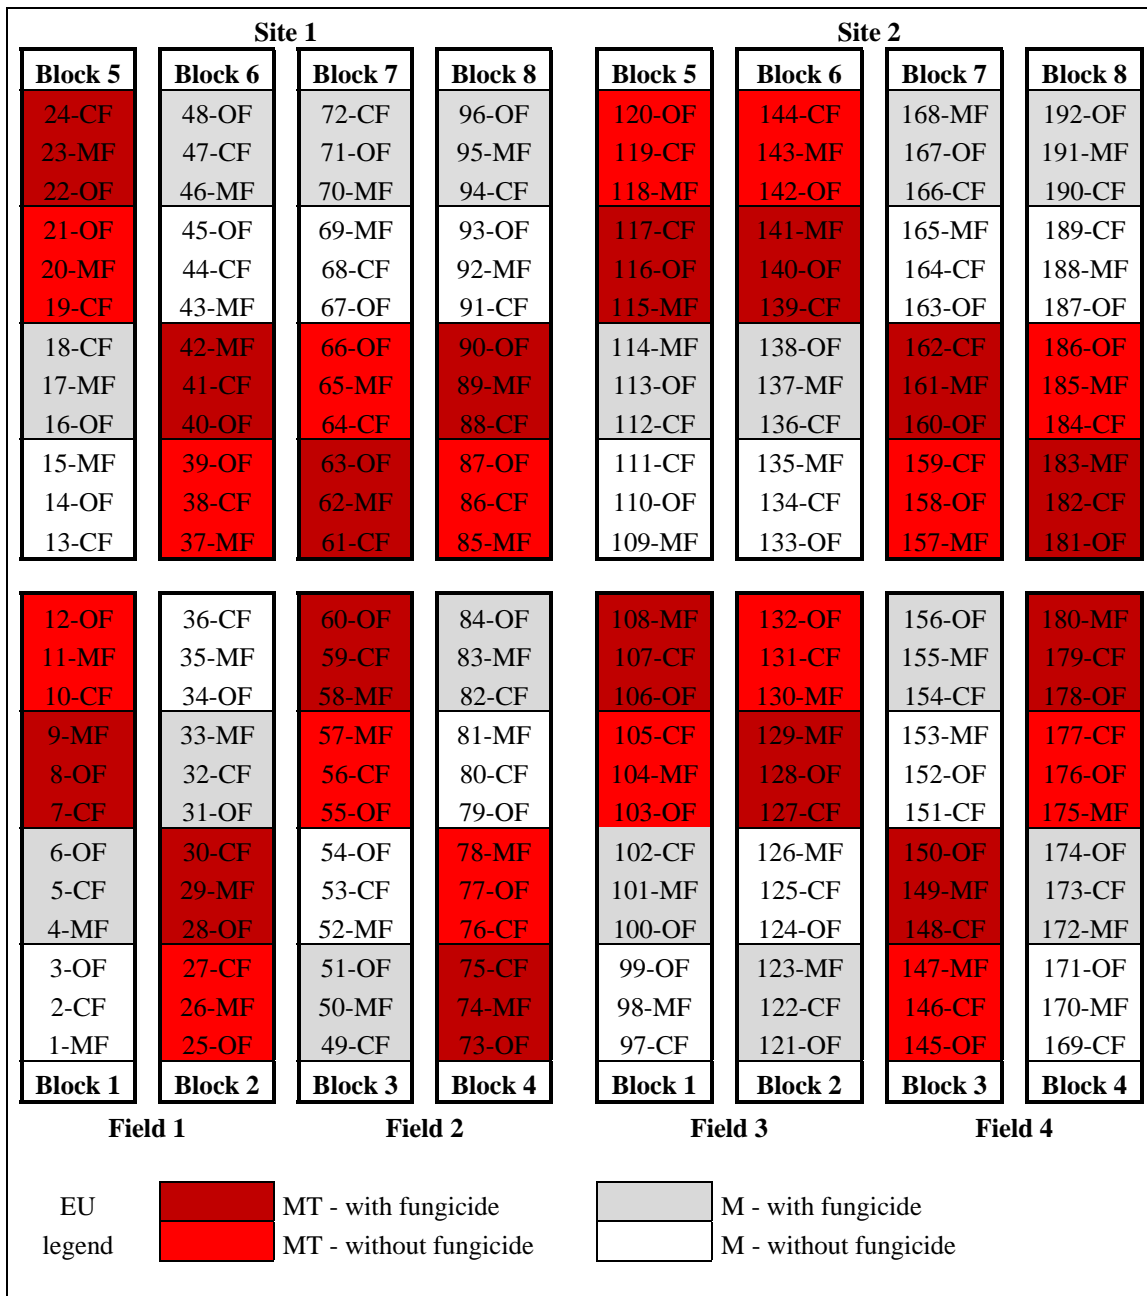 Site 1 Site 2
Block 5 Block 6 Block 7 Block 8 Block 5 Block 6 Block 7 Block 8
24-CF 48-OF 72-CF 96-OF 120-OF 144-CF 168-MF 192-OF
23-MF 47-CF 71-OF 95-MF 119-CF 143-MF 167-OF 191-MF
22-OF 46-MF 70-MF 94-CF 118-MF 142-OF 166-CF 190-CF
21-OF 45-OF 69-MF 93-OF 117-CF 141-MF 165-MF 189-CF
20-MF 44-CF 68-CF 92-MF 116-OF 140-OF 164-CF 188-MF
19-CF 43-MF 67-OF 91-CF 115-MF 139-CF 163-OF 187-OF
18-CF 42-MF 66-OF 90-OF 114-MF 138-OF 162-CF 186-OF
17-MF 41-CF 65-MF 89-MF 113-OF 137-MF 161-MF 185-MF
16-OF 40-OF 64-CF 88-CF 112-CF 136-CF 160-OF 184-CF
15-MF 39-OF 63-OF 87-OF 111-CF 135-MF 159-CF 183-MF
14-OF 38-CF 62-MF 86-CF 110-OF 134-CF 158-OF 182-CF
13-CF 37-MF 61-CF 85-MF 109-MF 133-OF 157-MF 181-OF
12-OF 36-CF 60-OF 84-OF 108-MF 132-OF 156-OF 180-MF
11-MF 35-MF 59-CF 83-MF 107-CF 131-CF 155-MF 179-CF
10-CF 34-OF 58-MF 82-CF 106-OF 130-MF 154-CF 178-OF
9-MF 33-MF 57-MF 81-MF 105-CF 129-MF 153-MF 177-CF
8-OF 32-CF 56-CF 80-CF 104-MF 128-OF 152-OF 176-OF
7-CF 31-OF 55-OF 79-OF 103-OF 127-CF 151-CF 175-MF
6-OF 30-CF 54-OF 78-MF 102-CF 126-MF 150-OF 174-OF
5-CF 29-MF 53-CF 77-OF 101-MF 125-CF 149-MF 173-CF
4-MF 28-OF 52-MF 76-CF 100-OF 124-OF 148-CF 172-MF
3-OF 27-CF 51-OF 75-CF 99-OF 123-MF 147-MF 171-OF
2-CF 26-MF 50-MF 74-MF 98-MF 122-CF 146-CF 170-MF
1-MF 25-OF 49-CF 73-OF 97-CF 121-OF 145-OF 169-CF
Block 1 Block 2 Block 3 Block 4 Block 1 Block 2 Block 3 Block 4
Field 1 Field 2 Field 3 Field 4
EU MT - with fungicide M - with fungicide
legend MT - without fungicide M - without fungicide